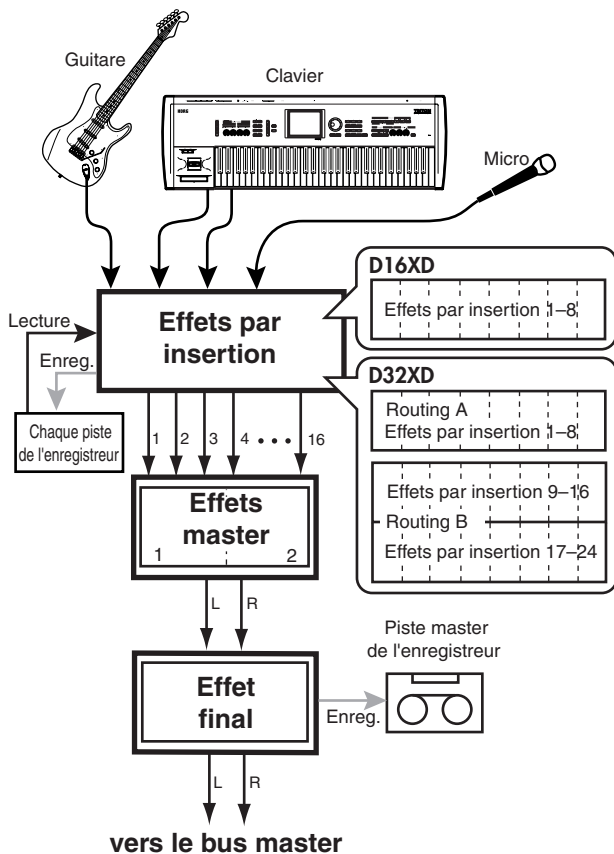 Guitare
Clavier
KORG
Micro
D16XD
Effets par insertion 1–8
Lecture
Effets par
insertion
Enreg.
D32XD
Routing A
Effets par insertion 1–8
Chaque piste
de l'enregistreur
1 2 3 4 • • • 16
Effets par insertion 9–16
Routing B
Effets par insertion 17–24
Effets
master
1 2
L R
Piste master
de l'enregistreur
Effet
final
Enreg.
L R
vers le bus master